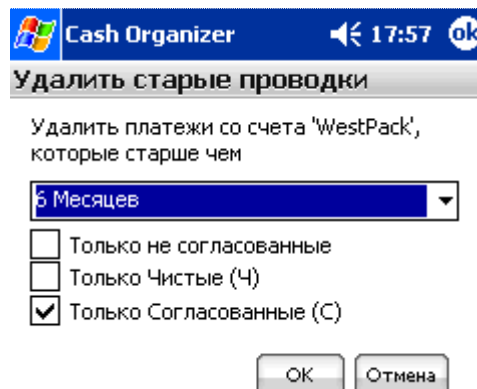 Cash Organizer 17:57 ok
Удалить старые проводки
Удалить платежи со счета 'WestPack',
которые старше чем
6 Месяцев
Только не согласованные
Только Чистые (Ч)
Только Согласованные (С)
ОК Отмена